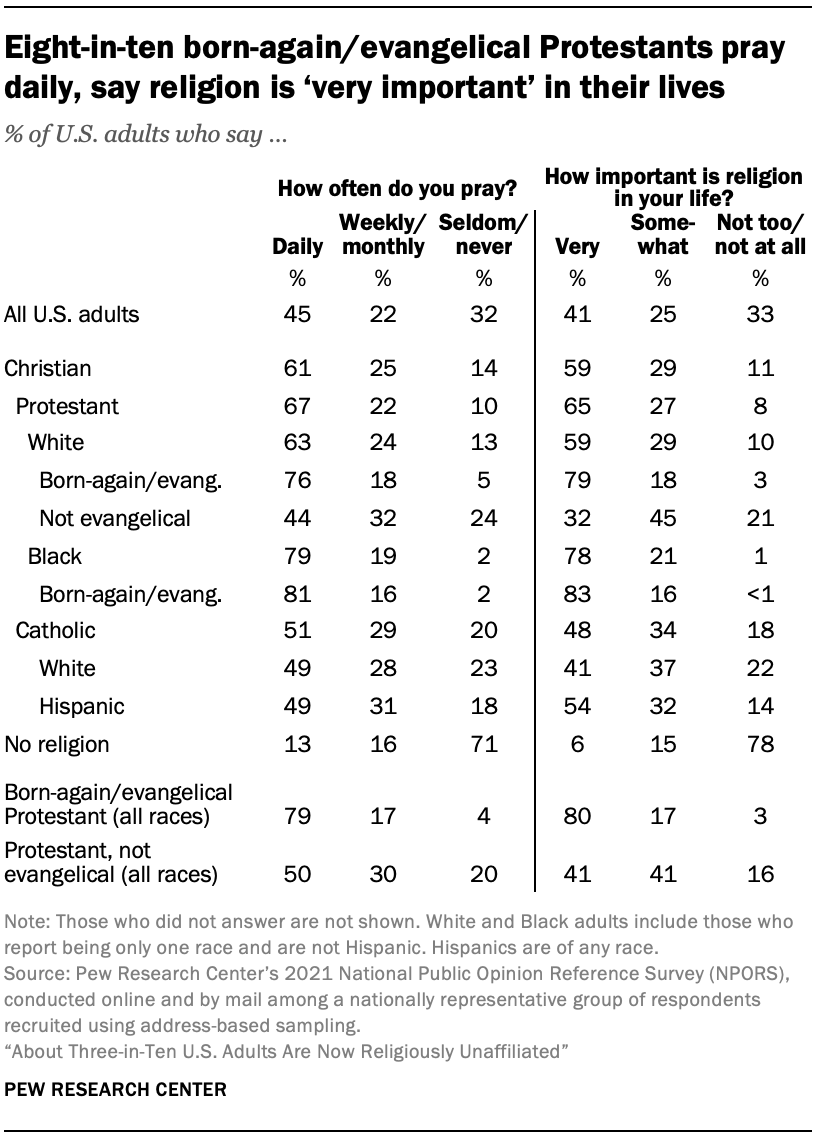 Eight-in-ten born-again/evangelical Protestants pray
daily, say religion is ‘very important’ in their lives
% of U.S. adults who say ...
How often do you pray? How important is religion
in your life?
Daily Weekly/ Seldom/ Very Some- Not too/
monthly never what not at all
% % % % % %
All U.S. adults 45 22 32 41 25 33
Christian 61 25 14 59 29 11
Protestant 67 22 10 65 27 8
White 63 24 13 59 29 10
Born-again/evang. 76 18 5 79 18 3
Not evangelical 44 32 24 32 45 21
Black 79 19 2 78 21 1
Born-again/evang. 81 16 2 83 16 <1
Catholic 51 29 20 48 34 18
White 49 28 23 41 37 22
Hispanic 49 31 18 54 32 14
No religion 13 16 71 6 15 78
Born-again/evangelical
Protestant (all races) 79 17 4 80 17 3
Protestant, not
evangelical (all races) 50 30 20 41 41 16
Note: Those who did not answer are not shown. White and Black adults include those who
report being only one race and are not Hispanic. Hispanics are of any race.
Source: Pew Research Center’s 2021 National Public Opinion Reference Survey (NPORS),
conducted online and by mail among a nationally representative group of respondents
recruited using address-based sampling.
“About Three-in-Ten U.S. Adults Are Now Religiously Unaffiliated”
PEW RESEARCH CENTER